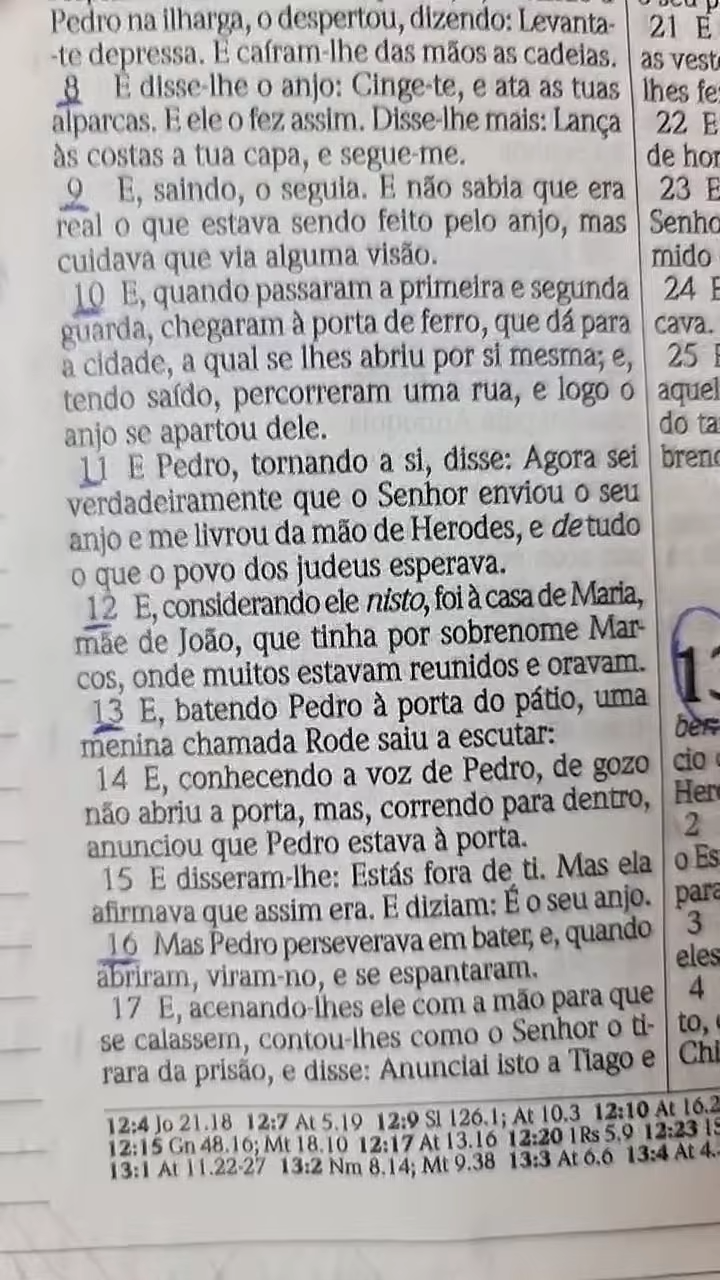 Pedro na ilharga, o despertou, dizendo: Levanta-
-te depressa. E caíram-lhe das mãos as cadeias.
8 E disse-lhe o anjo: Cinge-te, e ata as tuas
alparcas. E ele o fez assim. Disse-lhe mais: Lança
às costas a tua capa, e segue-me.
9 E, saindo, o seguia. E não sabia que era
real o que estava sendo feito pelo anjo, mas
cuidava que via alguma visão.
10 E, quando passaram a primeira e segunda
guarda, chegaram à porta de ferro, que dá para
a cidade, a qual se lhes abriu por si mesma; e,
tendo saído, percorreram uma rua, e logo o
anjo se apartou dele.
11 E Pedro, tornando a si, disse: Agora sei
verdadeiramente que o Senhor enviou o seu
anjo e me livrou da mão de Herodes, e de tudo
o que o povo dos judeus esperava.
12 E, considerando ele nisto, foi à casa de Maria,
mãe de João, que tinha por sobrenome Mar-
cos, onde muitos estavam reunidos e oravam.
13 E, batendo Pedro à porta do pátio, uma
menina chamada Rode saiu a escutar:
14 E, conhecendo a voz de Pedro, de gozo
não abriu a porta, mas, correndo para dentro,
anunciou que Pedro estava à porta.
15 E disseram-lhe: Estás fora de ti. Mas ela
afirmava que assim era. E diziam: É o seu anjo.
16 Mas Pedro perseverava em bater, e, quando
abriram, viram-no, e se espantaram.
17 E, acenando-lhes ele com a mão para que
se calassem, contou-lhes como o Senhor o ti-
rara da prisão, e disse: Anunciai isto a Tiago e
21 E
as vest
lhes fe
22 E
de hor
23 E
Senho
mido
24 E
cava.
25 E
aquel
do ta
brend
13
ber
cio
Her
2
o Es
para
3
eles
4
to,
Chi
12:4 Jo 21.18 12:7 At 5.19 12:9 Sl 126.1; At 10.3 12:10 At 16.2
12:15 Gn 48.16; Mt 18.10 12:17 At 13.16 12:20 1Rs 5.9 12:23 1S
13:1 At 11.22-27 13:2 Nm 8.14; Mt 9.38 13:3 At 6.6 13:4 At 4.